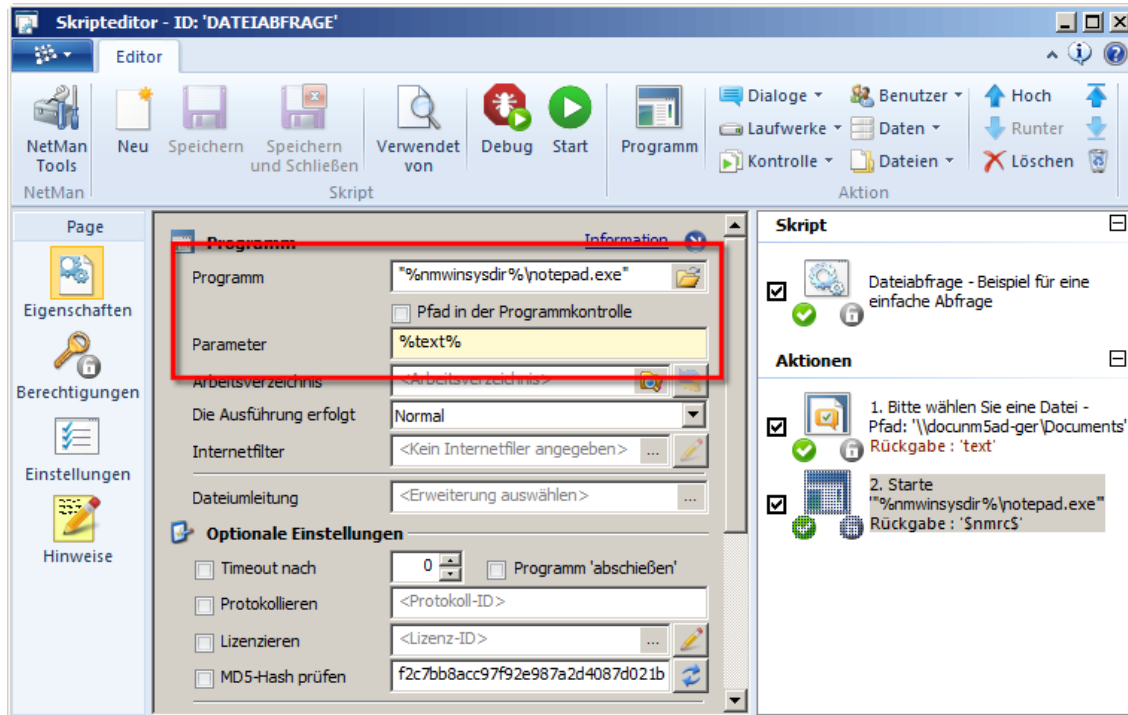 Skripteditor - ID: 'DATEIABFRAGE'
Editor
NetMan Tools
Neu
Speichern
Speichern und Schließen
Verwendet von
Debug
Start
Programm
Dialoge
Benutzer
Hoch
Laufwerke
Daten
Runter
Kontrolle
Dateien
Löschen
NetMan
Skript
Aktion
Page
Eigenschaften
Berechtigungen
Einstellungen
Hinweise
Programm
Information
Programm
"%nmwinsysdir%\notepad.exe"
Pfad in der Programmkontrolle
Parameter
%text%
Arbeitsverzeichnis
<Arbeitsverzeichnis>
Die Ausführung erfolgt
Normal
Internetfilter
<Kein Internetfiler angegeben>
...
Dateiumleitung
<Erweiterung auswählen>
...
Optionale Einstellungen
Timeout nach
0
Programm 'abschießen'
Protokollieren
<Protokoll-ID>
Lizenzieren
<Lizenz-ID>
...
MD5-Hash prüfen
f2c7bb8acc97f92e987a2d4087d021b
Skript
Dateiabfrage - Beispiel für eine
einfache Abfrage
Aktionen
1. Bitte wählen Sie eine Datei -
Pfad: '\\docunm5ad-ger\Documents'
Rückgabe : 'text'
2. Starte
'"%nmwinsysdir%\notepad.exe"'
Rückgabe : '$nmrc$'